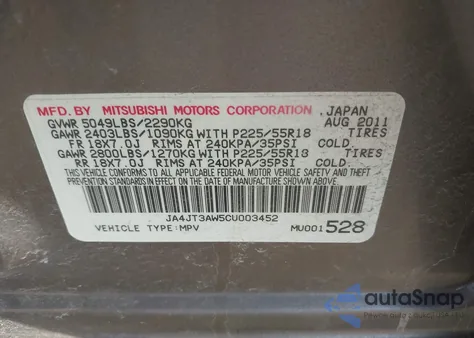 MFD. BY MITSUBISHI MOTORS CORPORATION, JAPAN
GVWR 5049LBS/2290KG AUG 2011
GAWR 2403LBS/1090KG WITH P225/55R18 TIRES
FR 18X7.0J RIMS AT 240KPA/35PSI COLD
GAWR 2800LBS/1270KG WITH P225/55R18 TIRES
RR 18X7.0J RIMS AT 240KPA/35PSI COLD
THIS VEHICLE CONFORMS TO ALL APPLICABLE FEDERAL MOTOR
VEHICLE SAFETY AND THEFT PREVENTION STANDARDS IN
EFFECT ON THE DATE OF MANUFACTURE SHOWN ABOVE.
JA4JT3AW5CU003452
VEHICLE TYPE:MPV MU001528
autoSnap